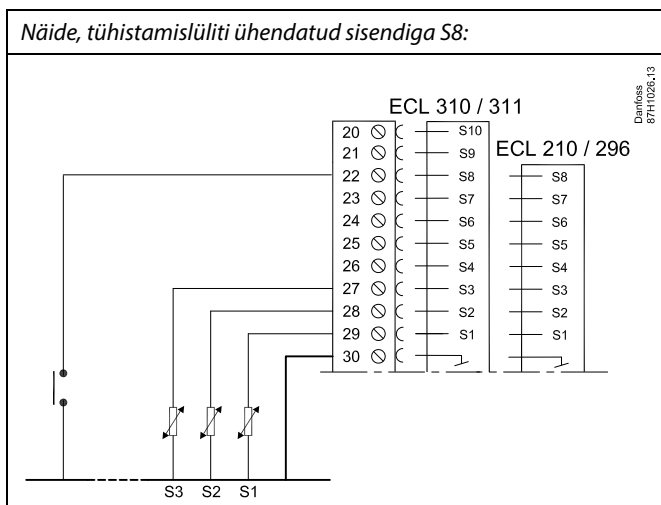 Näide, tühistamislüliti ühendatud sisendiga S8:
Danfoss
87H1026.13
ECL 310 / 311
ECL 210 / 296
20 S10
21 S9
22 S8 S8
23 S7 S7
24 S6 S6
25 S5 S5
26 S4 S4
27 S3 S3
28 S2 S2
29 S1 S1
30
S3 S2 S1